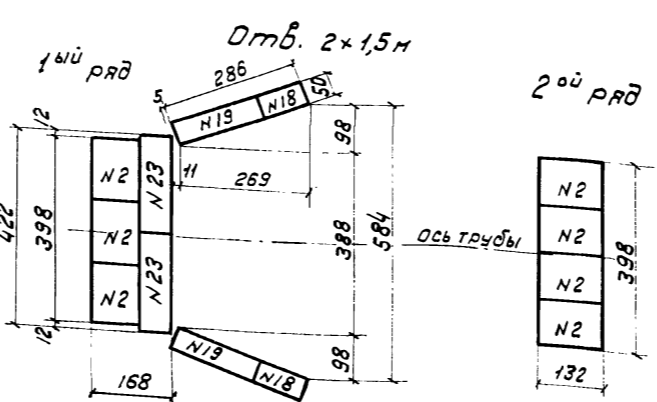 Отв. 2×1,5м
1ый ряд
2ой ряд
286
50
5
N19
N18
12
98
N2
N23
11
269
N2
422
398
388
584
ось трубы
N2
N2
N2
N2
398
N2
N23
12
N19
N18
98
168
132